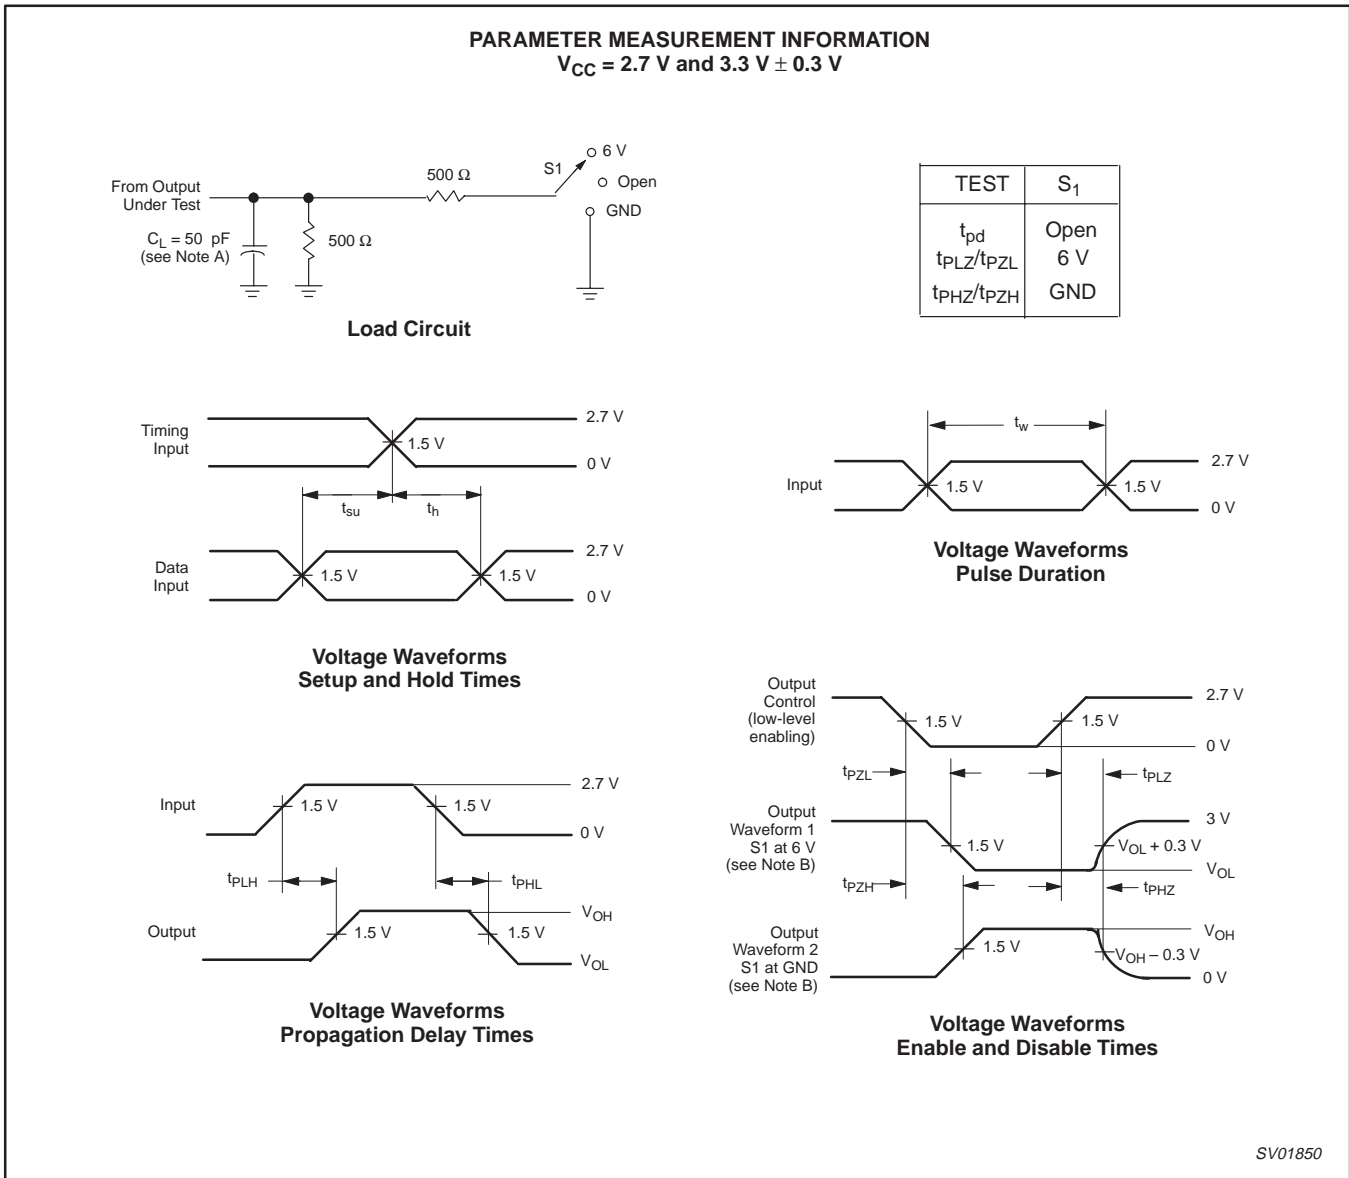 PARAMETER MEASUREMENT INFORMATION
VCC = 2.7 V and 3.3 V ± 0.3 V
From Output
Under Test
CL = 50 pF
(see Note A)
500 Ω
500 Ω
S1
6 V
Open
GND
Load Circuit
TEST S1
tpd Open
tPLZ/tPZL 6 V
tPHZ/tPZH GND
Timing
Input
1.5 V
2.7 V
0 V
tsu
th
Data
Input
1.5 V
1.5 V
2.7 V
0 V
Voltage Waveforms
Setup and Hold Times
tw
Input
1.5 V
1.5 V
2.7 V
0 V
Voltage Waveforms
Pulse Duration
Input
1.5 V
1.5 V
2.7 V
0 V
tPLH
tPHL
Output
1.5 V
1.5 V
VOH
VOL
Voltage Waveforms
Propagation Delay Times
Output
Control
(low-level
enabling)
1.5 V
1.5 V
2.7 V
0 V
tPZL
tPLZ
Output
Waveform 1
S1 at 6 V
(see Note B)
1.5 V
3 V
VOL + 0.3 V
VOL
tPZH
tPHZ
Output
Waveform 2
S1 at GND
(see Note B)
1.5 V
VOH
VOH – 0.3 V
0 V
Voltage Waveforms
Enable and Disable Times
SV01850